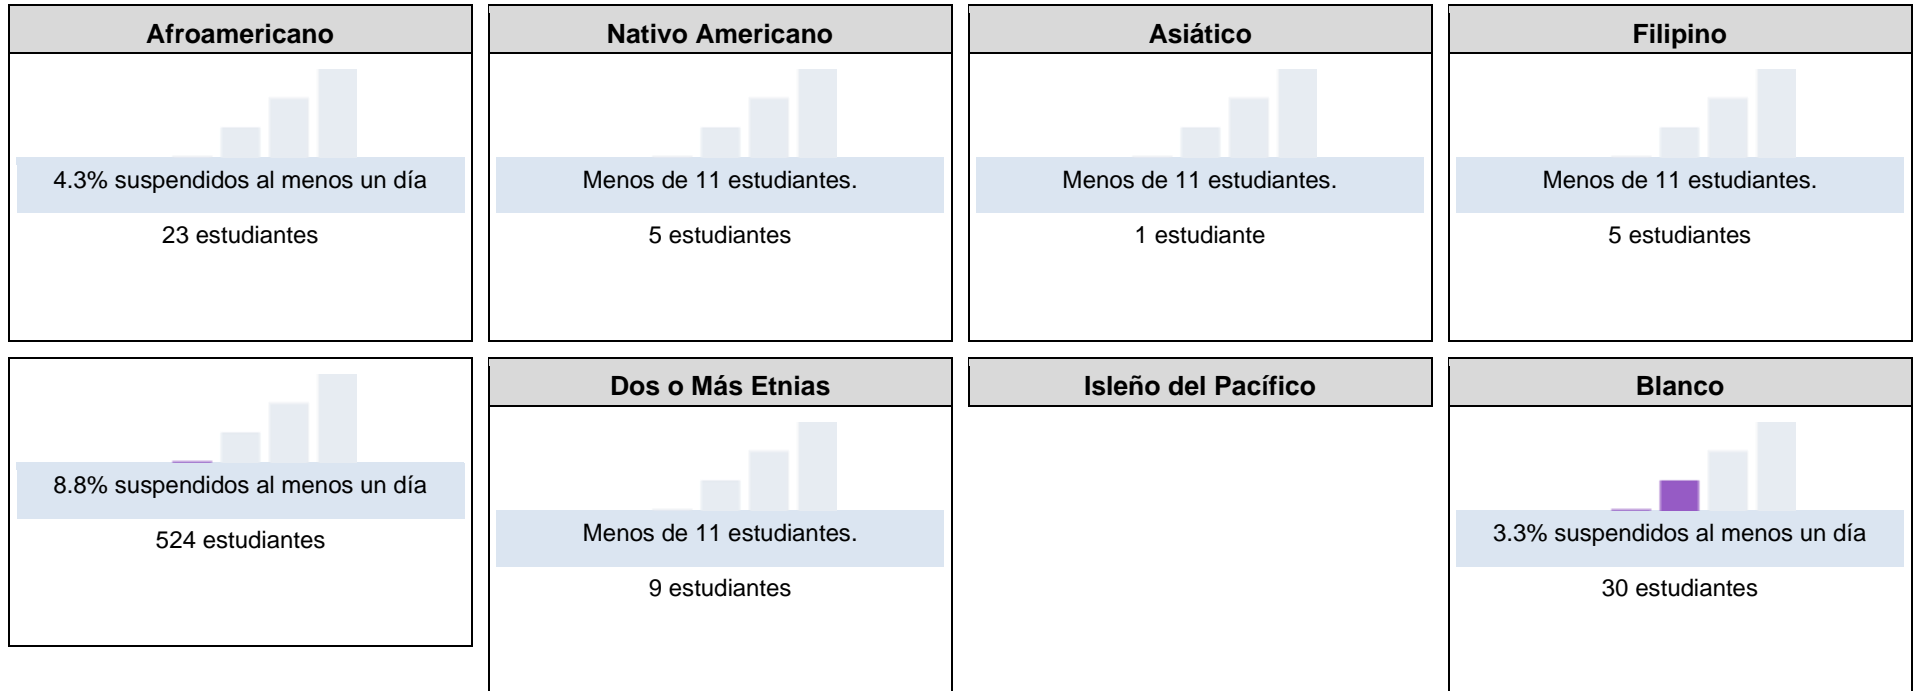 Afroamericano
4.3% suspendidos al menos un día
23 estudiantes
Nativo Americano
Menos de 11 estudiantes.
5 estudiantes
Asiático
Menos de 11 estudiantes.
1 estudiante
Filipino
Menos de 11 estudiantes.
5 estudiantes
8.8% suspendidos al menos un día
524 estudiantes
Dos o Más Etnias
Menos de 11 estudiantes.
9 estudiantes
Isleño del Pacífico
Blanco
3.3% suspendidos al menos un día
30 estudiantes